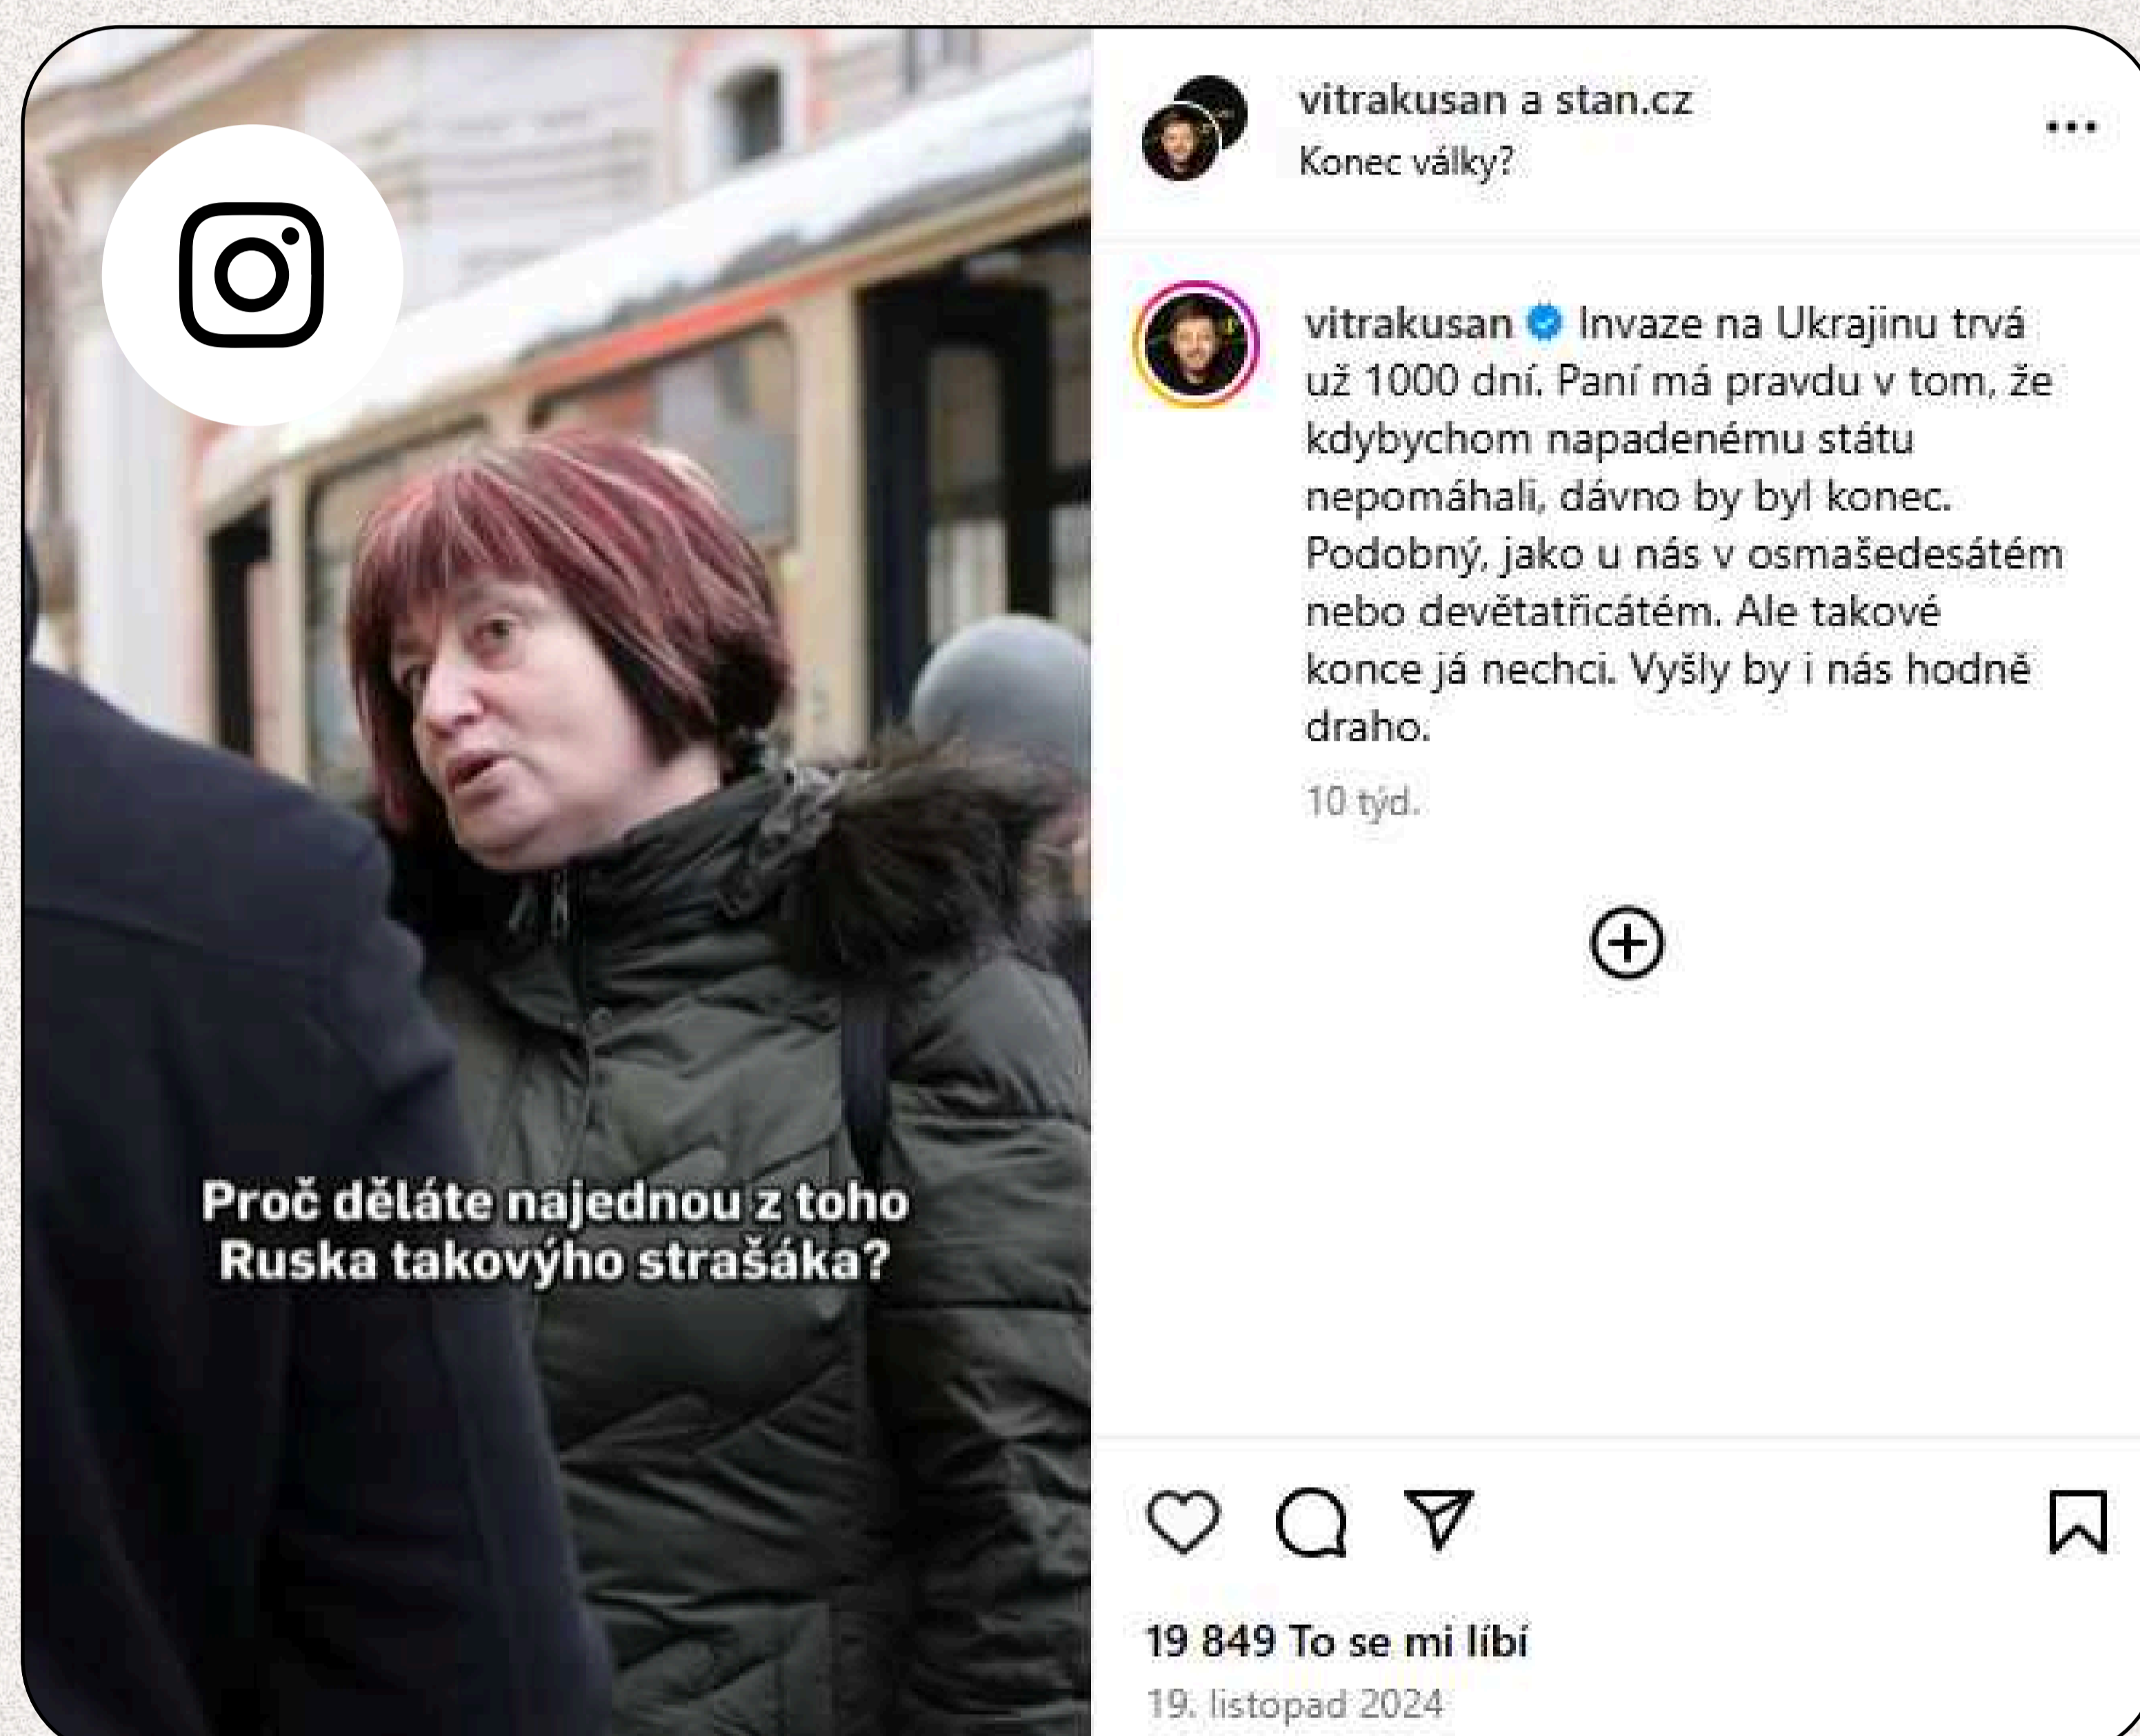 Proč děláte najednou z toho
Ruska takovýho strašáka?
vitrakusan a stan.cz
Konec války?
vitrakusan Invaze na Ukrajinu trvá
už 1000 dní. Paní má pravdu v tom, že
kdybychom napadenému státu
nepomáhali, dávno by byl konec.
Podobný, jako u nás v osmašedesátém
nebo devětatřicátém. Ale takové
konce já nechci. Vyšly by i nás hodně
draho.
10 týd.
19 849 To se mi líbí
19. listopad 2024